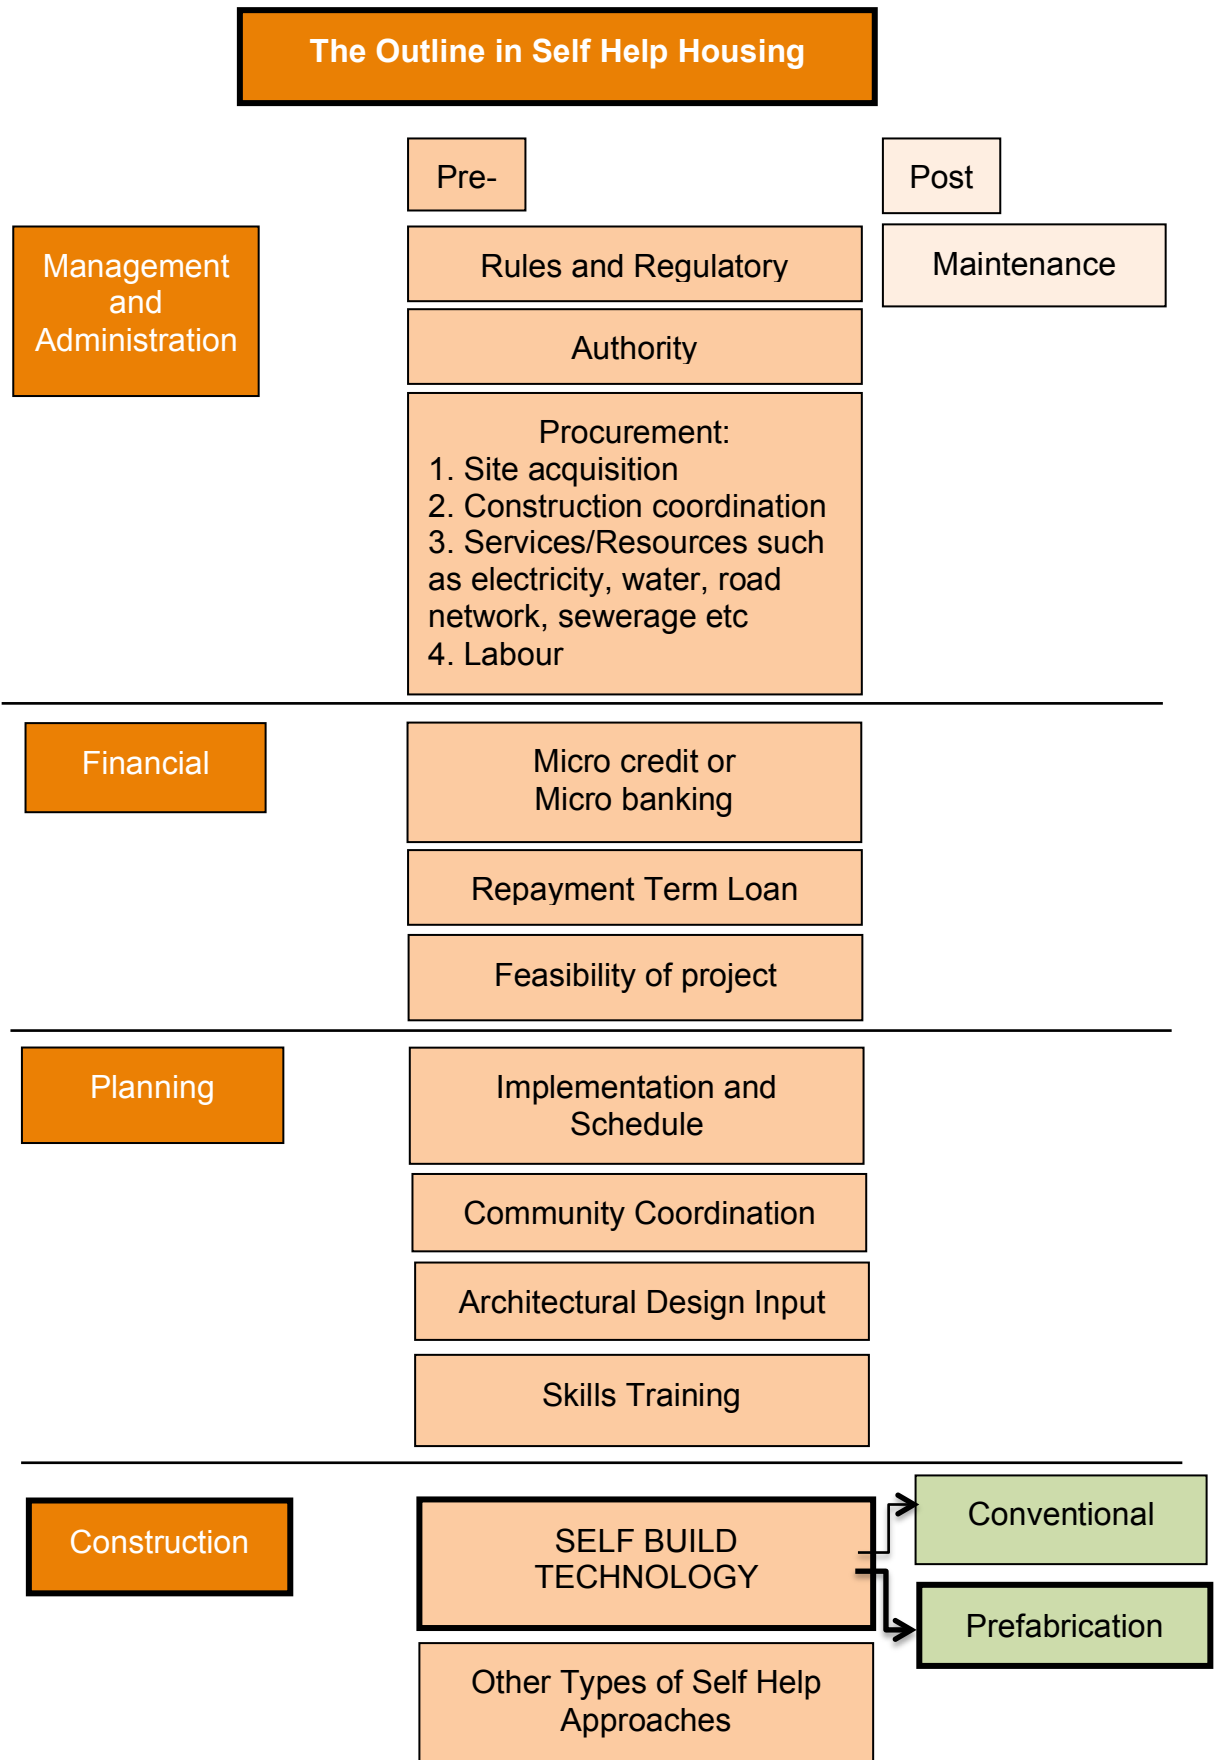 The Outline in Self Help Housing
Pre-
Post
Management
and
Administration
Rules and Regulatory
Maintenance
Authority
Procurement:
1. Site acquisition
2. Construction coordination
3. Services/Resources such
as electricity, water, road
network, sewerage etc
4. Labour
Financial
Micro credit or
Micro banking
Repayment Term Loan
Feasibility of project
Planning
Implementation and
Schedule
Community Coordination
Architectural Design Input
Skills Training
Construction
SELF BUILD
TECHNOLOGY
Conventional
Prefabrication
Other Types of Self Help
Approaches